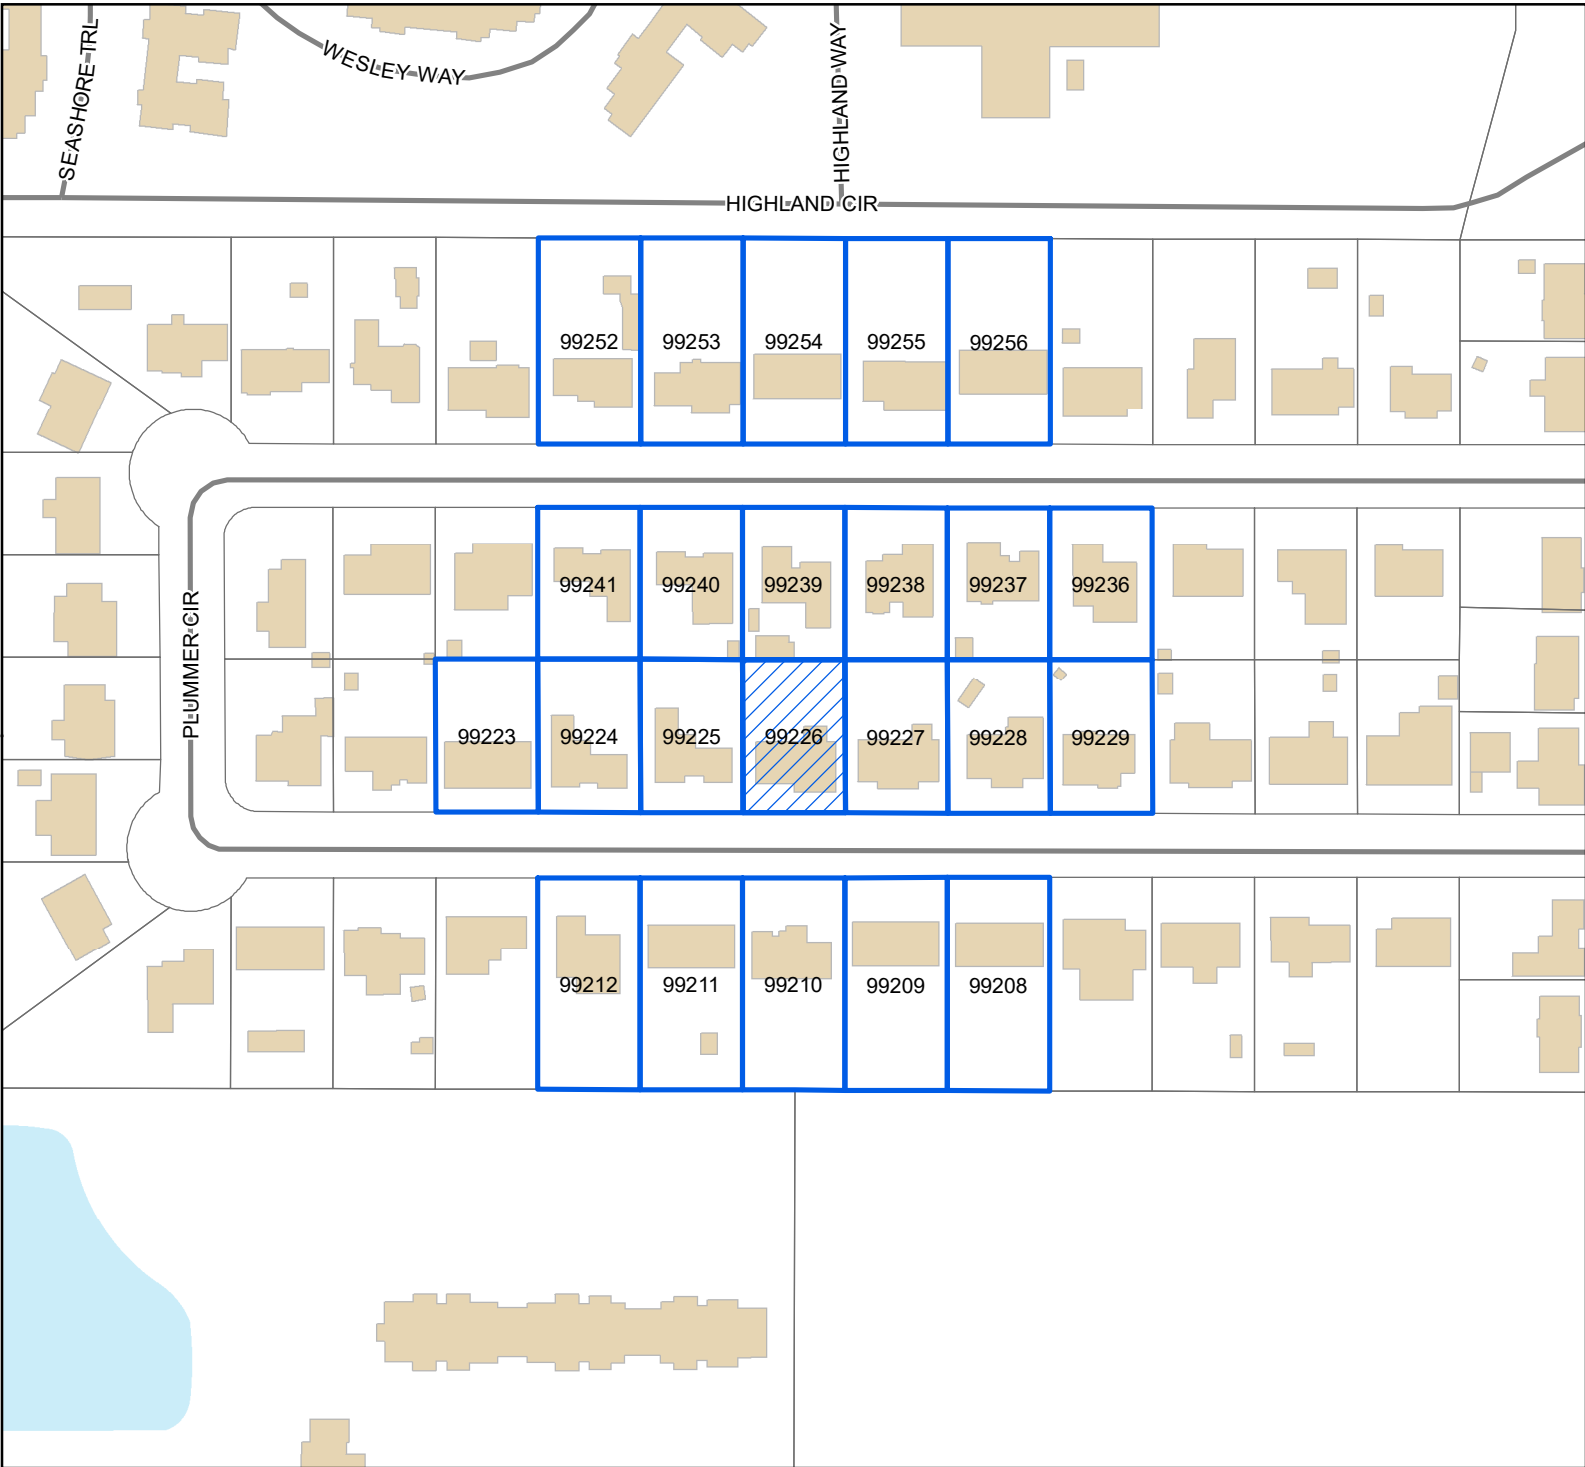 SEASHORE TRL
WESLEY WAY
HIGHLAND WAY
HIGHLAND CIR
99252 99253 99254 99255 99256
99241 99240 99239 99238 99237 99236
PLUMMER CIR
99223 99224 99225 99226 99227 99228 99229
99212 99211 99210 99209 99208